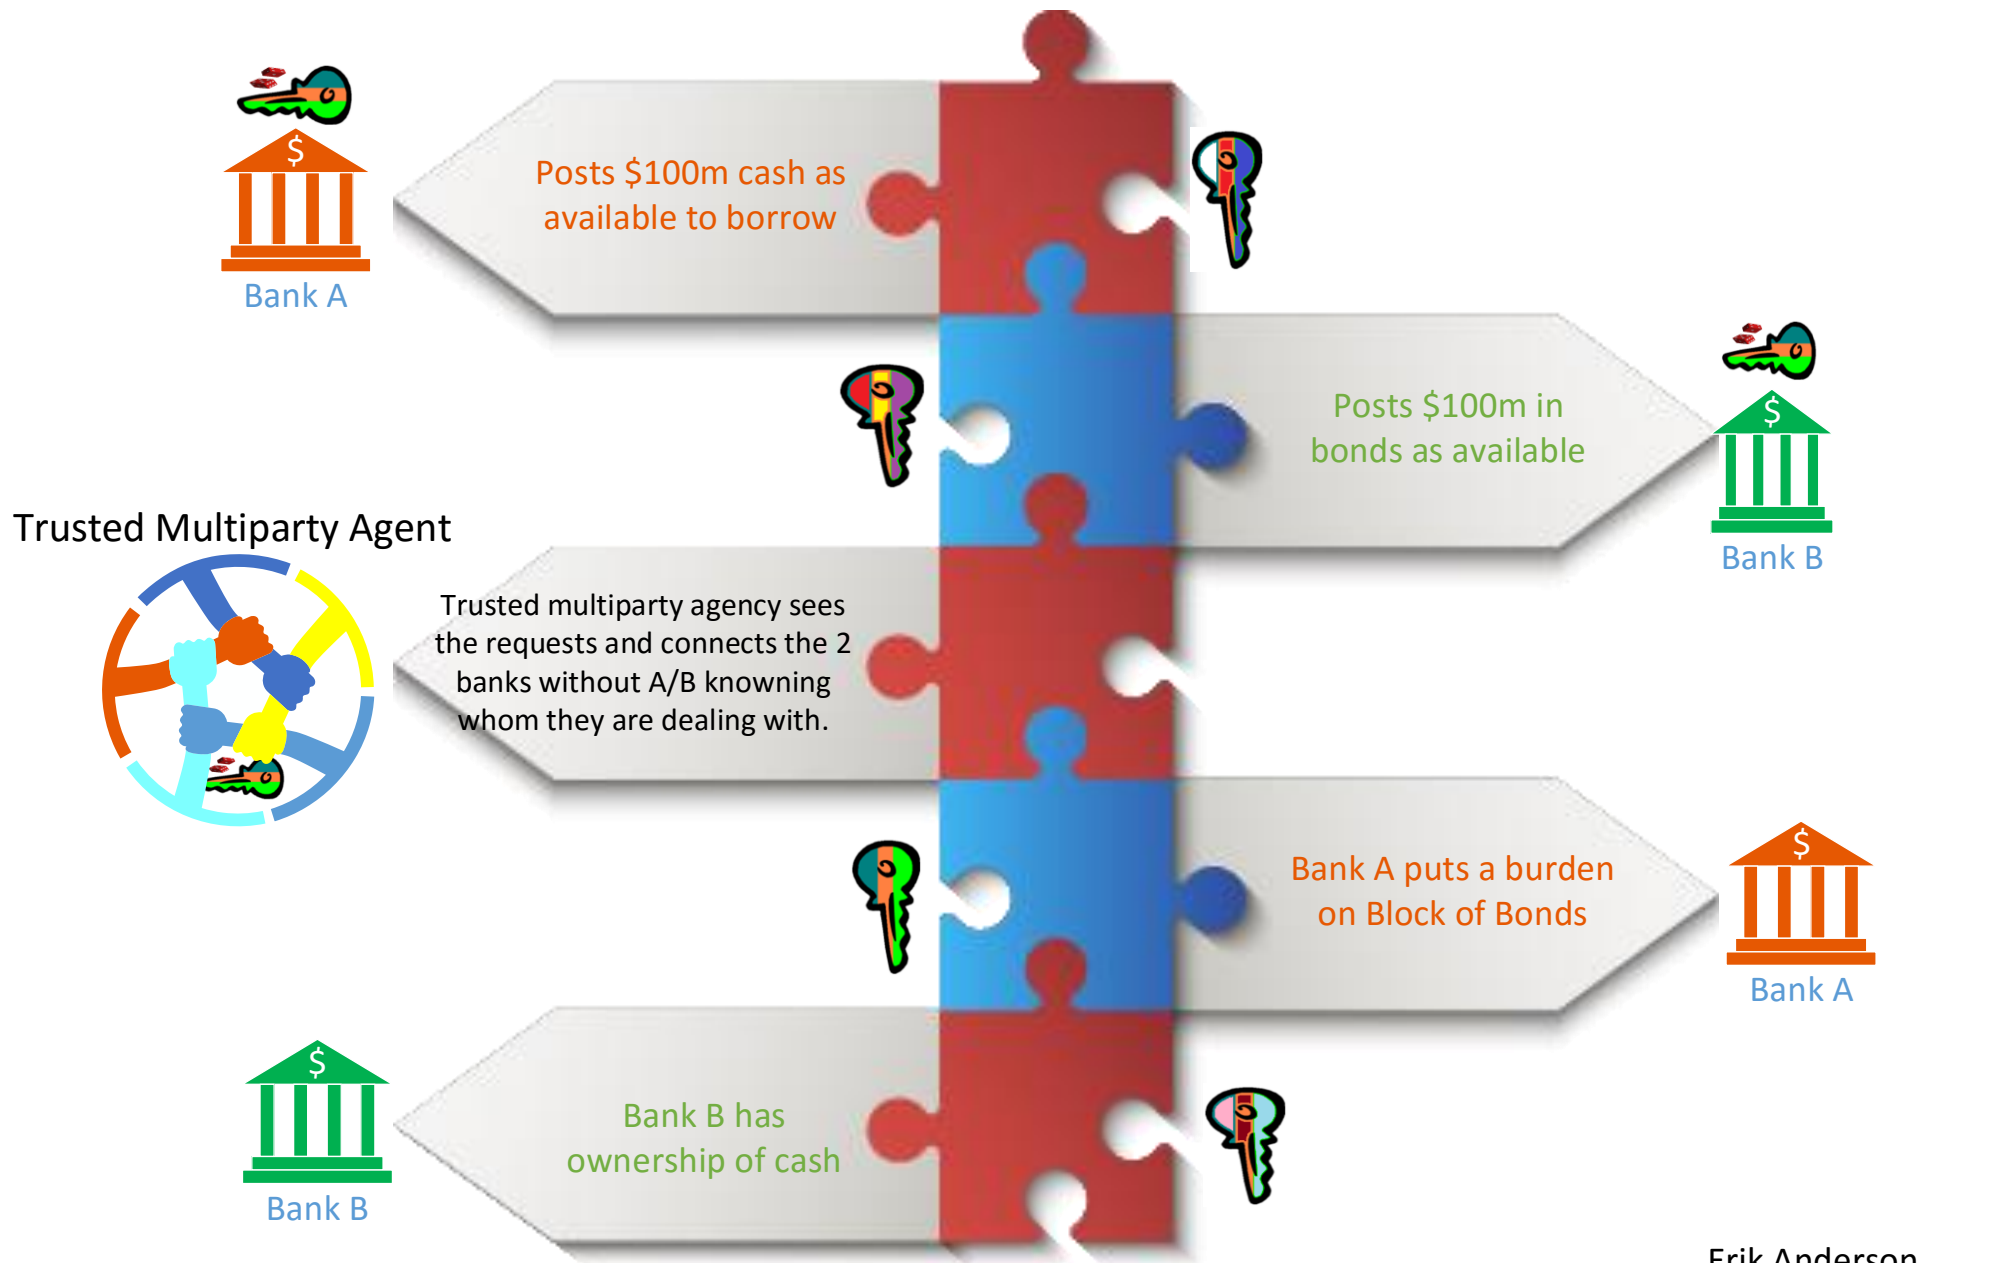 $
Bank A
Posts $100m cash as
available to borrow
Posts $100m in
bonds as available
$
Bank B
Trusted Multiparty Agent
Trusted multiparty agency sees
the requests and connects the 2
banks without A/B knowning
whom they are dealing with.
Bank A puts a burden
on Block of Bonds
$
Bank A
$
Bank B
Bank B has
ownership of cash
Erik Anderson